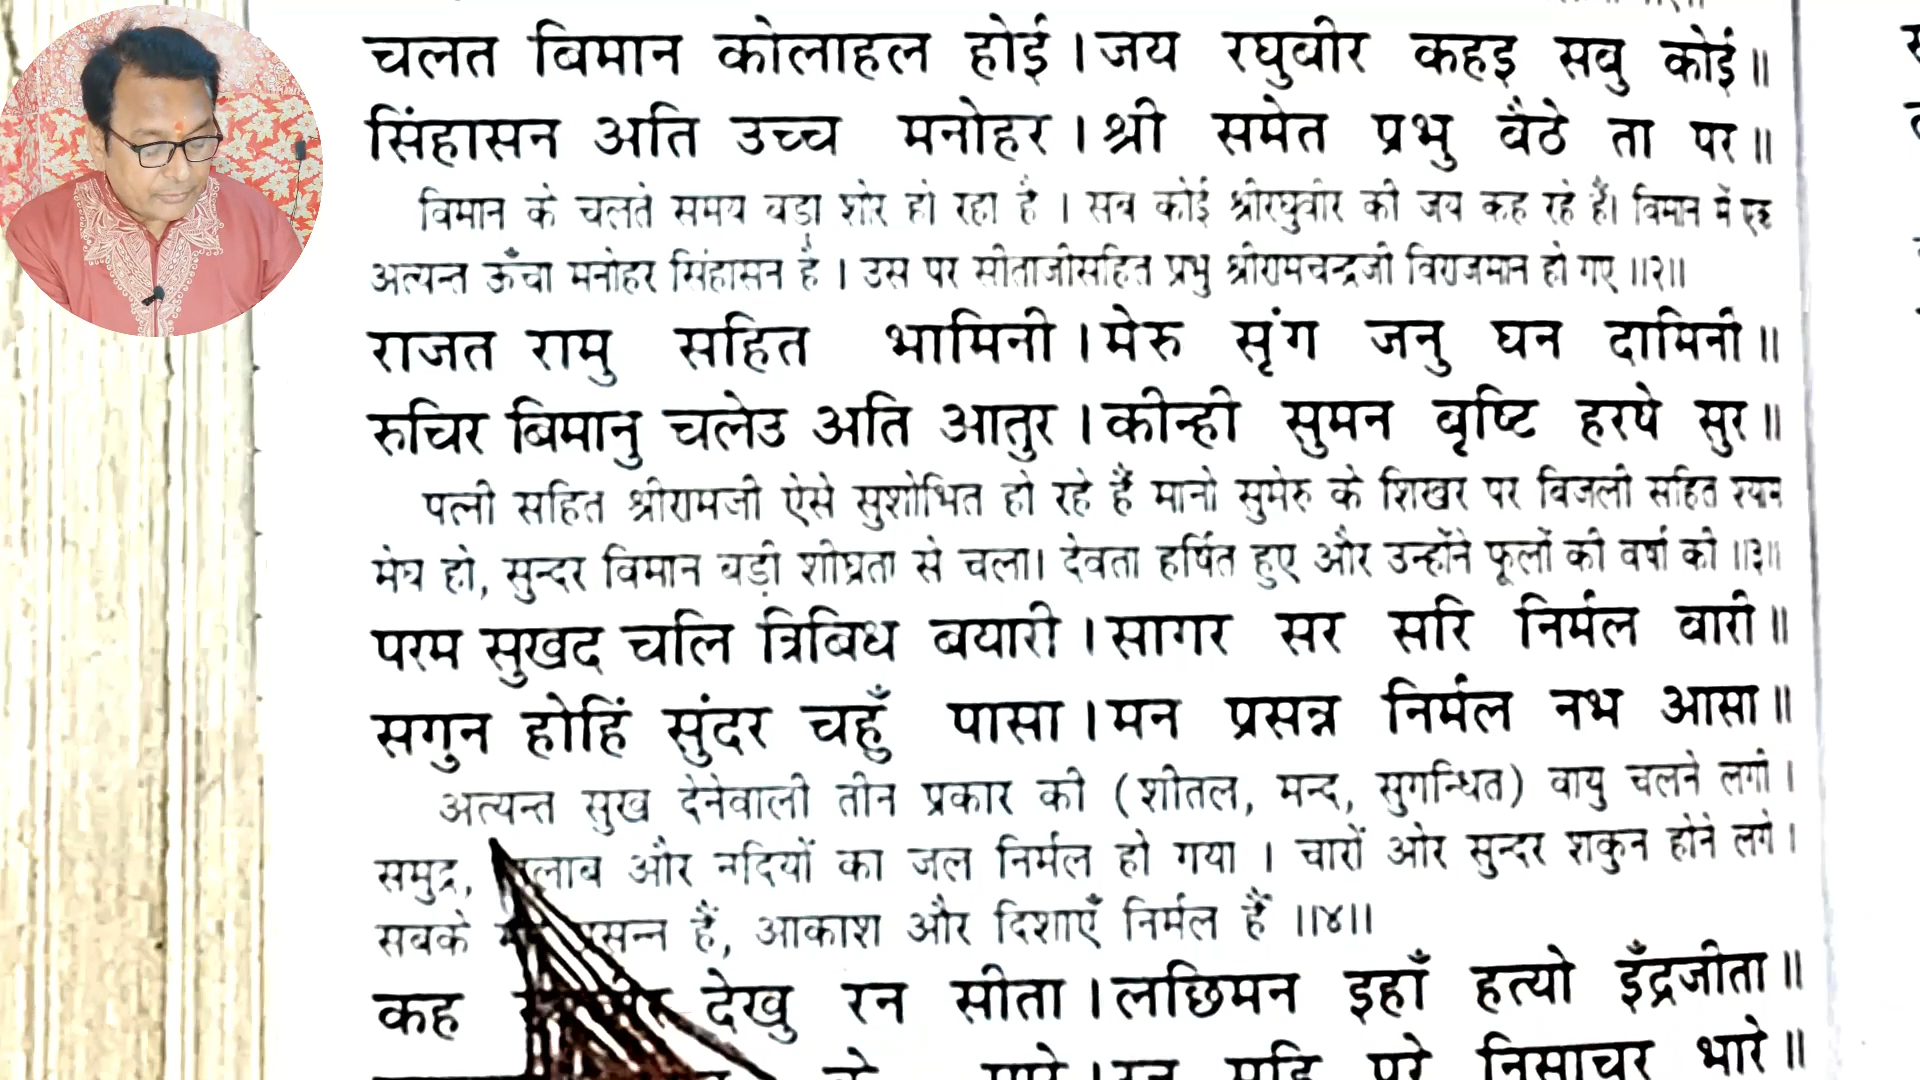 चलत बिमान कोलाहल होई। जय रघुबीर कहइ सबु कोई॥
सिंहासन अति उच्च मनोहर। श्री समेत प्रभु बैठे ता पर॥
विमान के चलते समय बड़ा शोर हो रहा है। सब कोई श्रीरघुवीर की जय कह रहे हैं। विमान में एक
अत्यन्त ऊँचा मनोहर सिंहासन है। उस पर सीताजीसहित प्रभु श्रीरामचन्द्रजी विराजमान हो गए ॥२॥
राजत रामु सहित भामिनी। मेरु सृंग जनु घन दामिनी॥
रुचिर बिमानु चलेउ अति आतुर। कीन्ही सुमन बृष्टि हरषे सुर॥
पत्नी सहित श्रीरामजी ऐसे सुशोभित हो रहे हैं मानो सुमेरु के शिखर पर बिजली सहित श्याम
मेघ हो, सुन्दर विमान बड़ी शीघ्रता से चला। देवता हर्षित हुए और उन्होंने फूलों की वर्षा की ॥३॥
परम सुखद चलि त्रिबिध बयारी। सागर सर सरि निर्मल बारी॥
सगुन होहिं सुंदर चहुँ पासा। मन प्रसन्न निर्मल नभ आसा॥
अत्यन्त सुख देनेवाली तीन प्रकार की (शीतल, मन्द, सुगन्धित) वायु चलने लगी।
समुद्र, और नदियों का जल निर्मल हो गया। चारों ओर सुन्दर शकुन होने लगे।
सबके हैं, आकाश और दिशाएँ निर्मल हैं ॥४॥
कह देखु रन सीता। लछिमन इहाँ हत्यो इँद्रजीता॥
निसाचर भारे॥